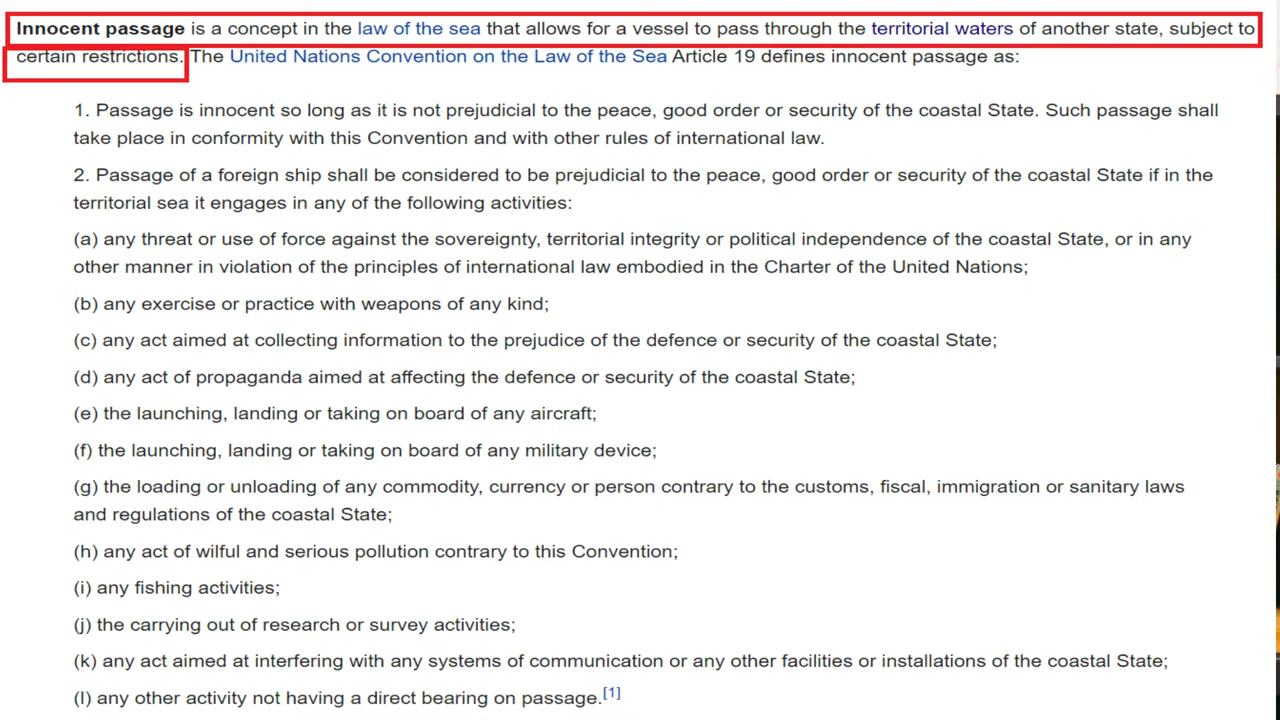 Innocent passage is a concept in the law of the sea that allows for a vessel to pass through the territorial waters of another state, subject to
certain restrictions. The United Nations Convention on the Law of the Sea Article 19 defines innocent passage as:
1. Passage is innocent so long as it is not prejudicial to the peace, good order or security of the coastal State. Such passage shall
take place in conformity with this Convention and with other rules of international law.
2. Passage of a foreign ship shall be considered to be prejudicial to the peace, good order or security of the coastal State if in the
territorial sea it engages in any of the following activities:
(a) any threat or use of force against the sovereignty, territorial integrity or political independence of the coastal State, or in any
other manner in violation of the principles of international law embodied in the Charter of the United Nations;
(b) any exercise or practice with weapons of any kind;
(c) any act aimed at collecting information to the prejudice of the defence or security of the coastal State;
(d) any act of propaganda aimed at affecting the defence or security of the coastal State;
(e) the launching, landing or taking on board of any aircraft;
(f) the launching, landing or taking on board of any military device;
(g) the loading or unloading of any commodity, currency or person contrary to the customs, fiscal, immigration or sanitary laws
and regulations of the coastal State;
(h) any act of wilful and serious pollution contrary to this Convention;
(i) any fishing activities;
(j) the carrying out of research or survey activities;
(k) any act aimed at interfering with any systems of communication or any other facilities or installations of the coastal State;
(l) any other activity not having a direct bearing on passage.[1]